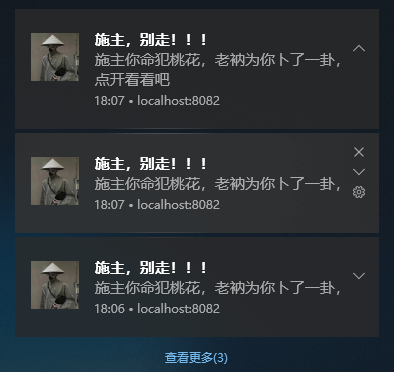 施主，别走！！！
施主你命犯桃花，老衲为你卜了一卦，
点开看看吧
18:07 • localhost:8082
施主，别走！！！
施主你命犯桃花，老衲为你卜了一卦，
18:07 • localhost:8082
施主，别走！！！
施主你命犯桃花，老衲为你卜了一卦，
18:06 • localhost:8082
查看更多(3)